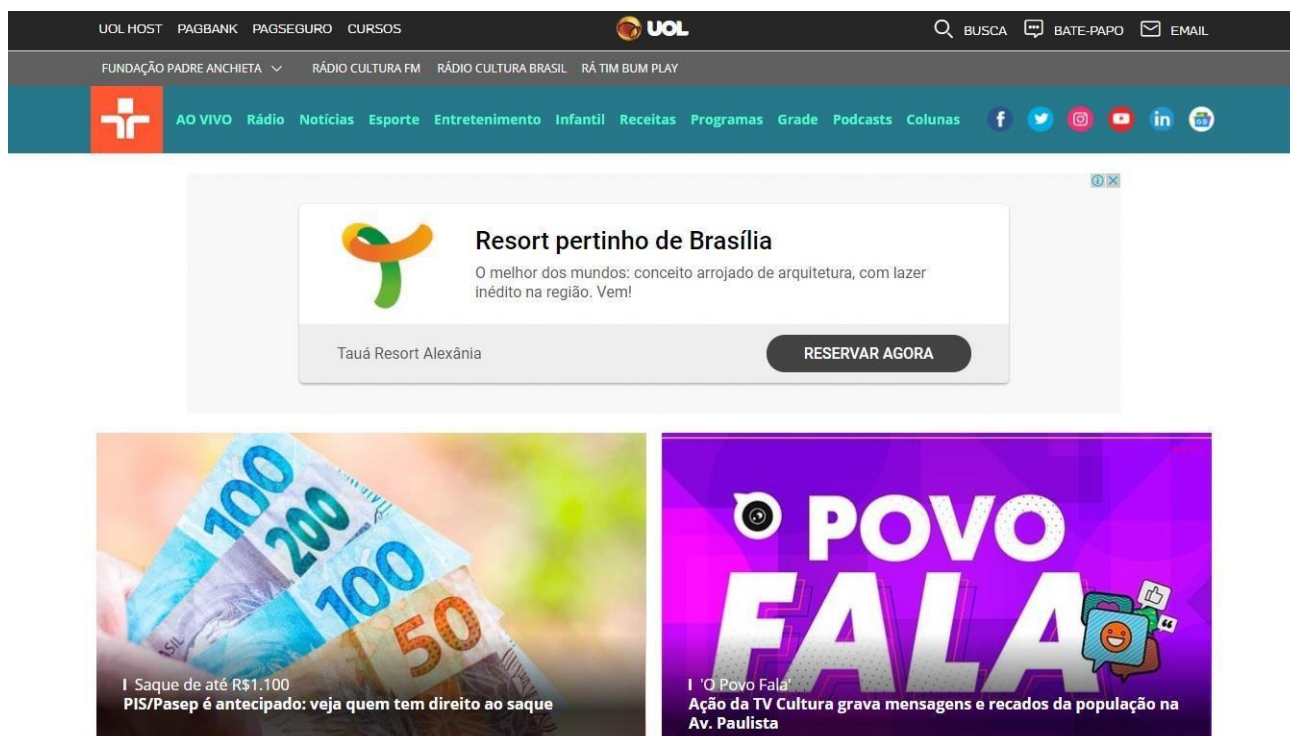 UOL HOST PAGBANK PAGSEGURO CURSOS UOL BUSCA BATE-PAPO EMAIL
FUNDAÇÃO PADRE ANCHIETA RÁDIO CULTURA FM RÁDIO CULTURA BRASIL RÁ TIM BUM PLAY
AO VIVO Rádio Notícias Esporte Entretenimento Infantil Receitas Programas Grade Podcasts Colunas
Resort pertinho de Brasília
O melhor dos mundos: conceito arrojado de arquitetura, com lazer
inédito na região. Vem!
Tauá Resort Alexânia RESERVAR AGORA
100
200
100
50
Saque de até R$1.100
PIS/Pasep é antecipado: veja quem tem direito ao saque
O POVO
FALA
'O Povo Fala'
Ação da TV Cultura grava mensagens e recados da população na
Av. Paulista